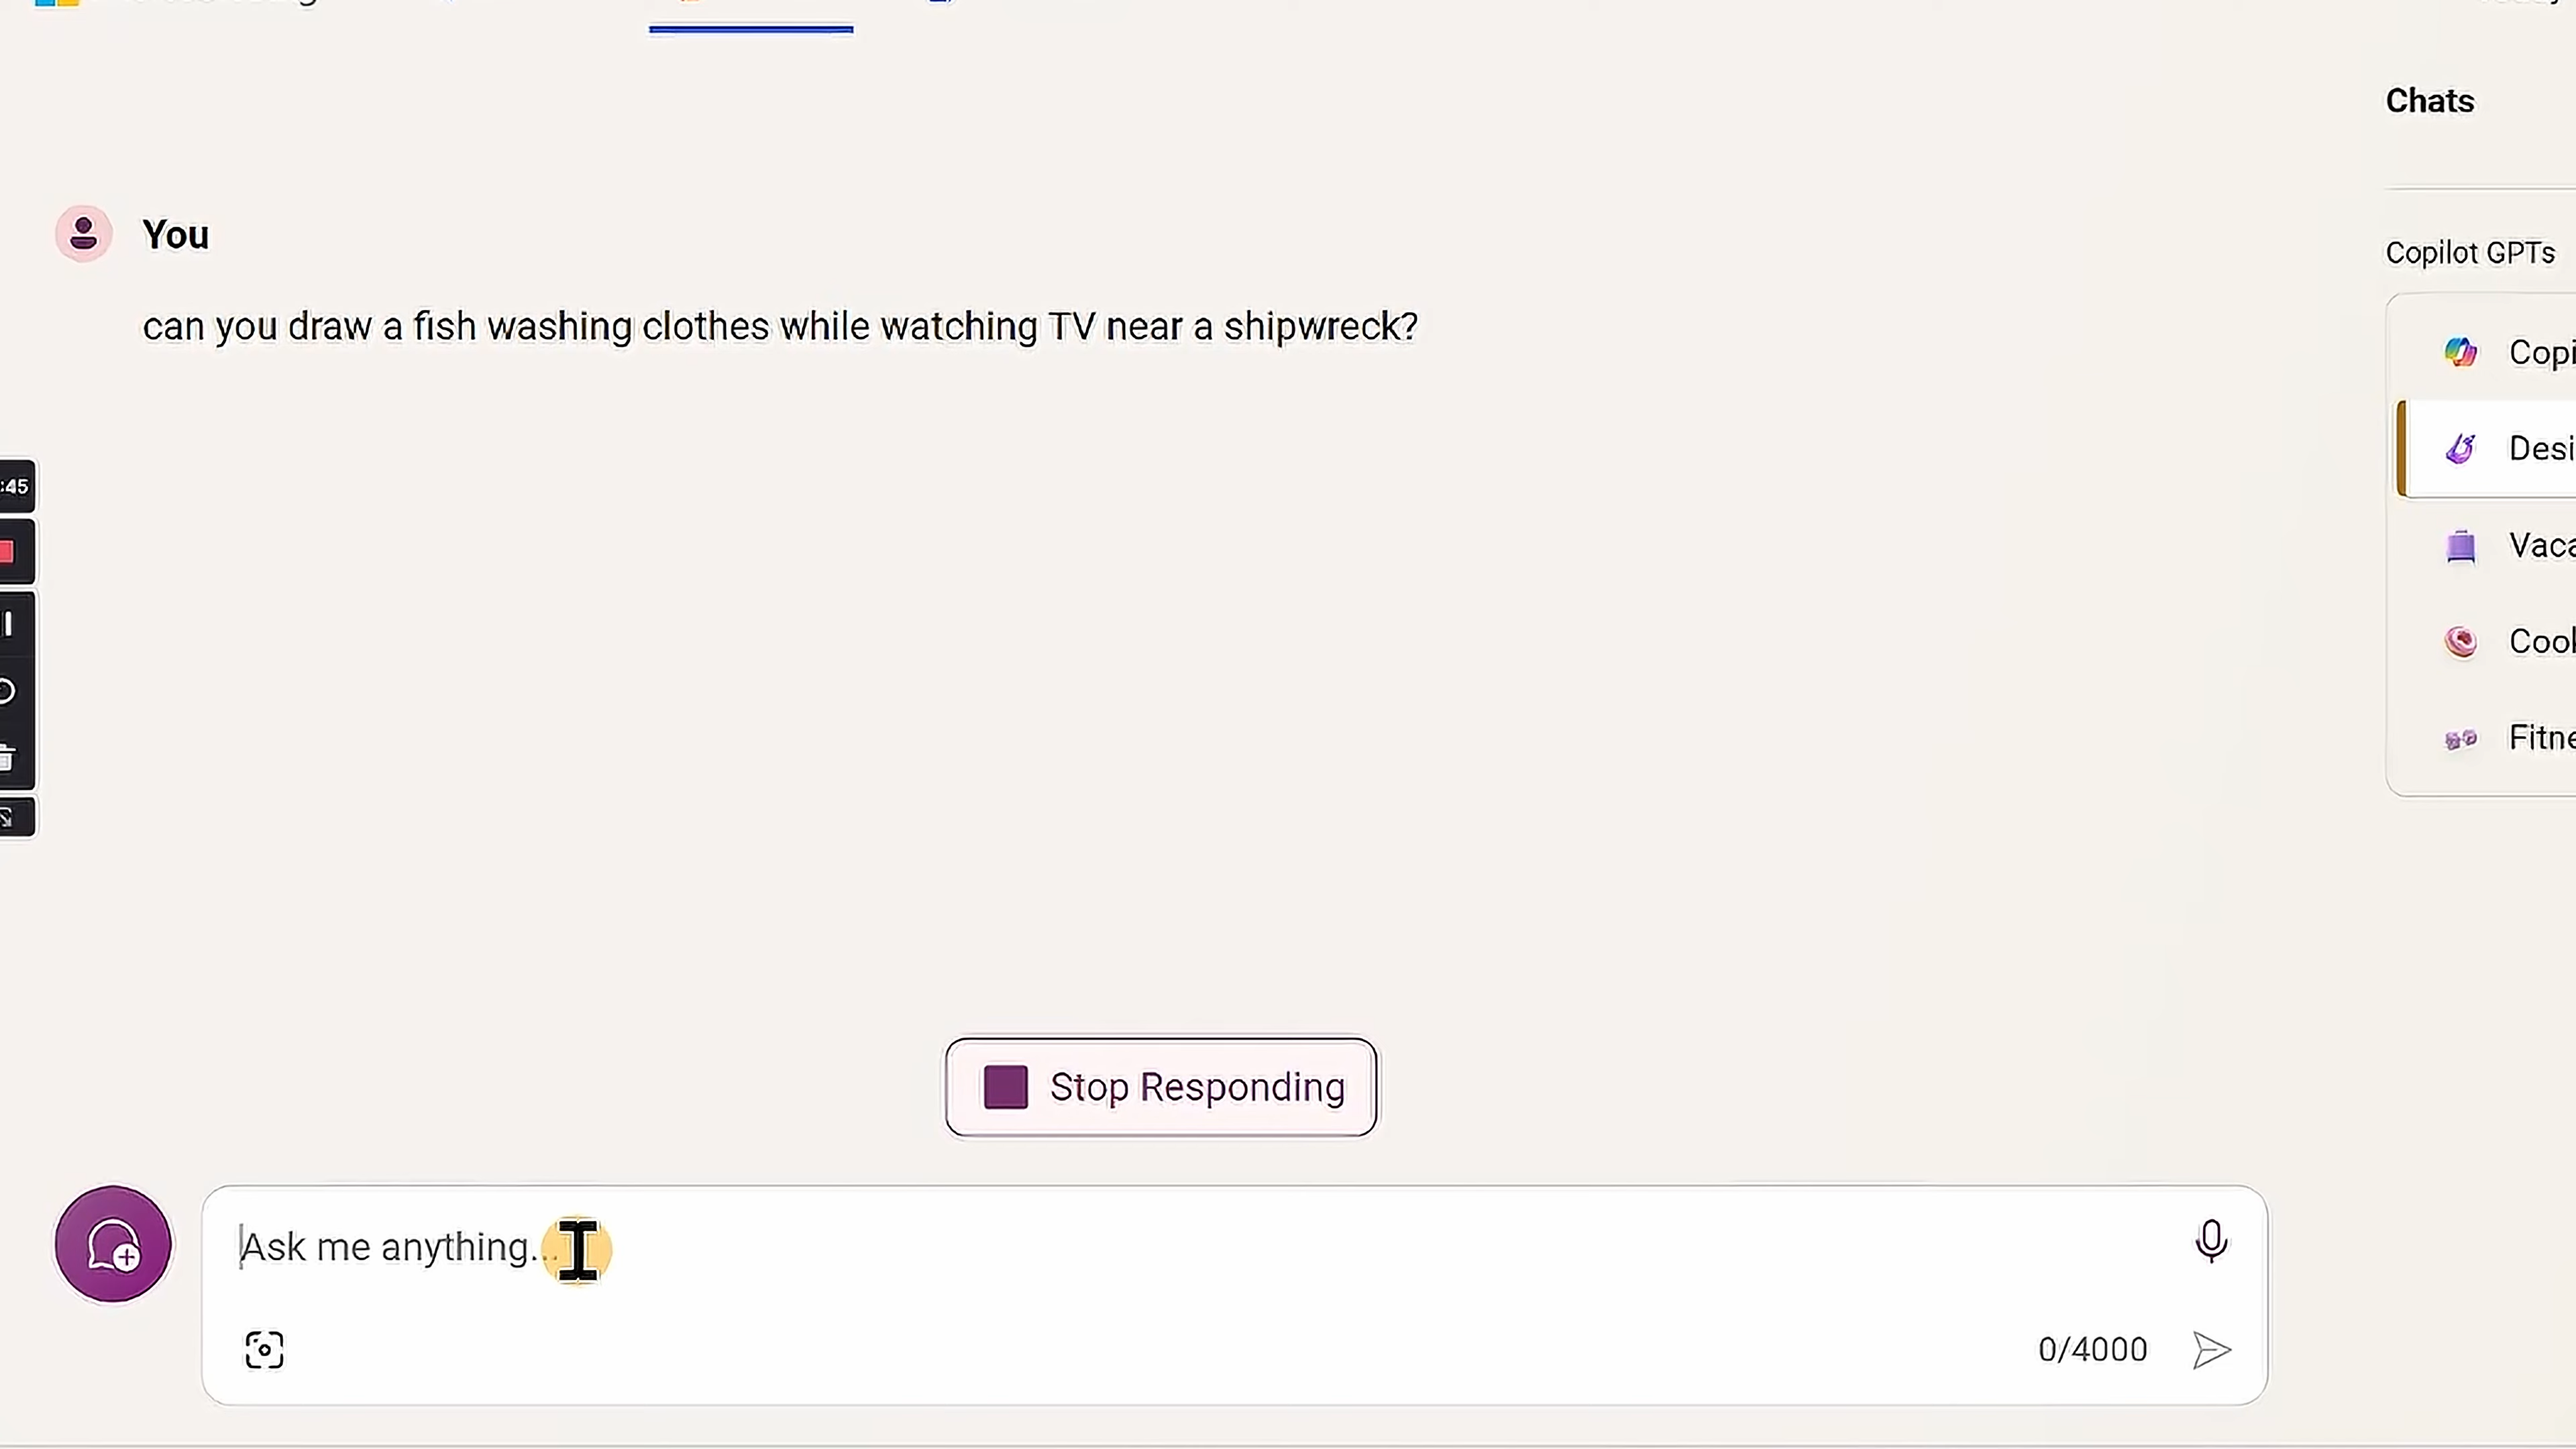 Chats
You
Copilot GPTs
can you draw a fish washing clothes while watching TV near a shipwreck?
:45
Stop Responding
Ask me anything...
0/4000